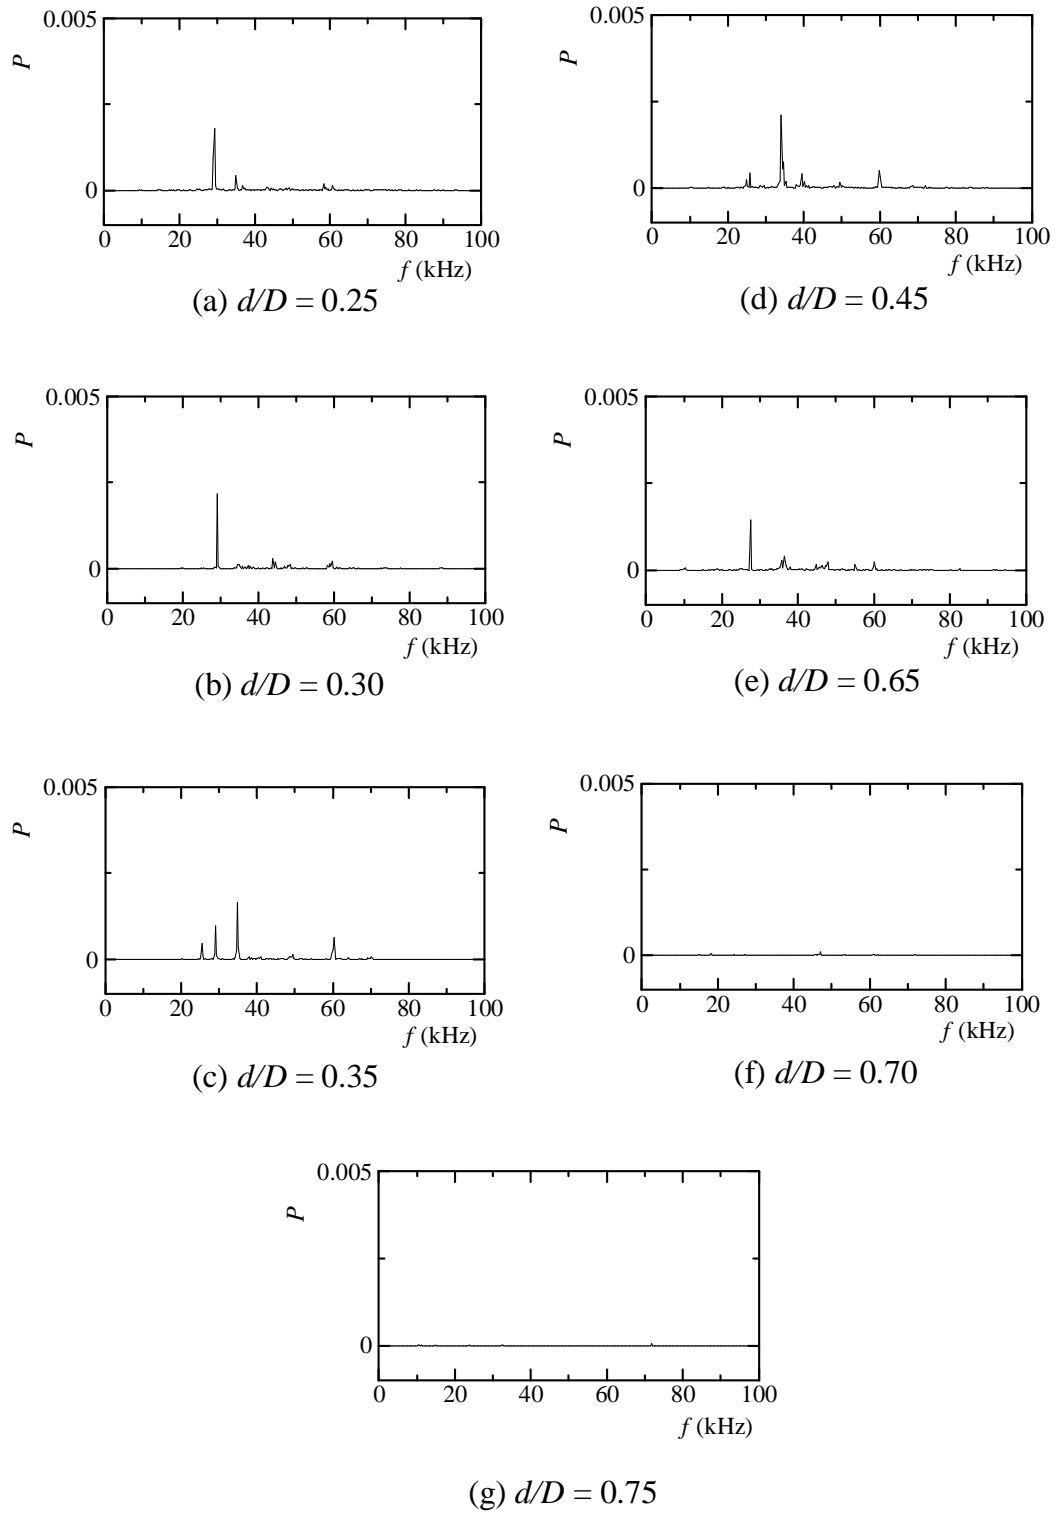 0.005
P
0
0 20 40 60 80 100
f (kHz)
(a) d/D = 0.25
0.005
P
0
0 20 40 60 80 100
f (kHz)
(d) d/D = 0.45
0.005
P
0
0 20 40 60 80 100
f (kHz)
(b) d/D = 0.30
0.005
P
0
0 20 40 60 80 100
f (kHz)
(e) d/D = 0.65
0.005
P
0
0 20 40 60 80 100
f (kHz)
(c) d/D = 0.35
0.005
P
0
0 20 40 60 80 100
f (kHz)
(f) d/D = 0.70
0.005
P
0
0 20 40 60 80 100
f (kHz)
(g) d/D = 0.75